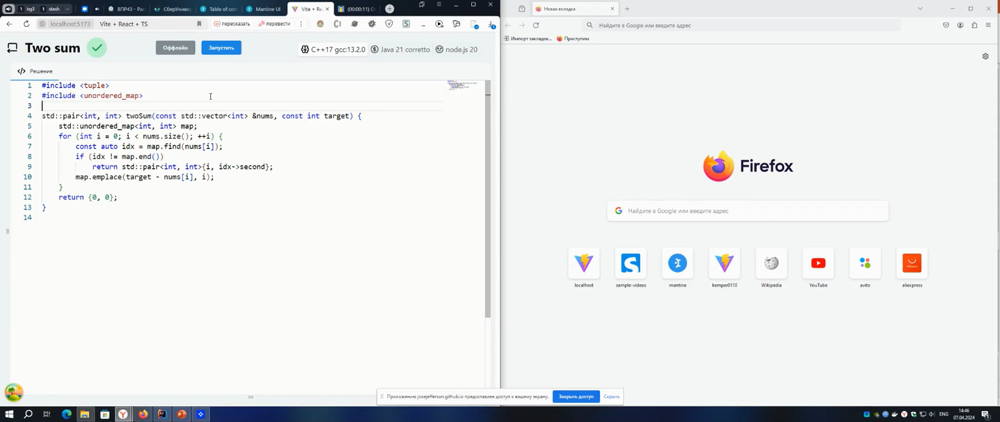 bg3
stash
ВПР43 - Рас
СберУнивер
Table of con
Mantine UI
Vite + Rea
(00:00:11) О
localhost:5173
Vite + React + TS
пересказать
перевести
Two sum
Оффлайн
Запустить
C++17 gcc:13.2.0
Java 21 corretto
node.js 20
Решение
1 #include <tuple>
2 #include <unordered_map>
3
4 std::pair<int, int> twoSum(const std::vector<int> &nums, const int target) {
5 std::unordered_map<int, int> map;
6 for (int i = 0; i < nums.size(); ++i) {
7 const auto idx = map.find(nums[i]);
8 if (idx != map.end())
9 return std::pair<int, int>{i, idx->second};
10 map.emplace(target - nums[i], i);
11 }
12 return {0, 0};
13 }
14
Новая вкладка
Найдите в Google или введите адрес
Импорт закладок...
Приступим
Firefox
Найдите в Google или введите адрес
localhost
sample-videos
mantine
kemper0110
Wikipedia
YouTube
avito
aliexpress
Приложению josejefferson.github.io предоставлен доступ к вашему экрану.
Закрыть доступ
Скрыть
ENG
14:46
07.04.2024